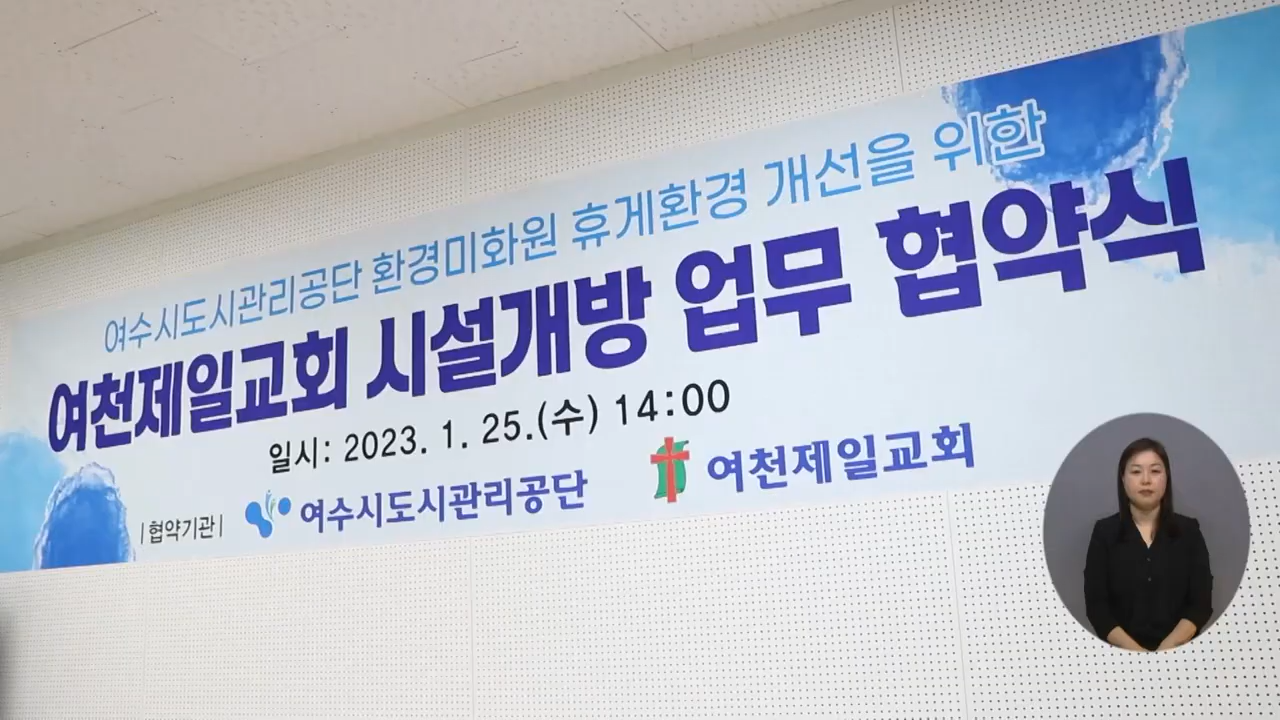 여수시도시관리공단 환경미화원 휴게환경 개선을 위한
여천제일교회 시설개방 업무 협약식
일시: 2023. 1. 25.(수) 14:00
|협약기관| 여수시도시관리공단 여천제일교회